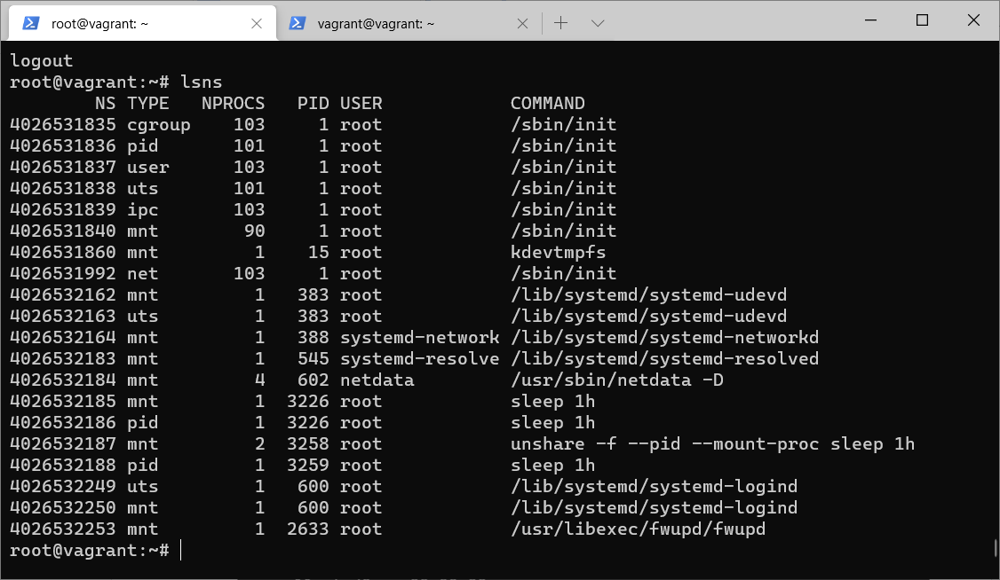 root@vagrant: ~ vagrant@vagrant: ~
logout
root@vagrant:~# lsns
        NS TYPE   NPROCS   PID USER            COMMAND
4026531835 cgroup    103     1 root            /sbin/init
4026531836 pid       101     1 root            /sbin/init
4026531837 user      103     1 root            /sbin/init
4026531838 uts       101     1 root            /sbin/init
4026531839 ipc       103     1 root            /sbin/init
4026531840 mnt        90     1 root            /sbin/init
4026531860 mnt         1    15 root            kdevtmpfs
4026531992 net       103     1 root            /sbin/init
4026532162 mnt         1   383 root            /lib/systemd/systemd-udevd
4026532163 uts         1   383 root            /lib/systemd/systemd-udevd
4026532164 mnt         1   388 systemd-network /lib/systemd/systemd-networkd
4026532183 mnt         1   545 systemd-resolve /lib/systemd/systemd-resolved
4026532184 mnt         4   602 netdata         /usr/sbin/netdata -D
4026532185 mnt         1  3226 root            sleep 1h
4026532186 pid         1  3226 root            sleep 1h
4026532187 mnt         2  3258 root            unshare -f --pid --mount-proc sleep 1h
4026532188 pid         1  3259 root            sleep 1h
4026532249 uts         1   600 root            /lib/systemd/systemd-logind
4026532250 mnt         1   600 root            /lib/systemd/systemd-logind
4026532253 mnt         1  2633 root            /usr/libexec/fwupd/fwupd
root@vagrant:~#